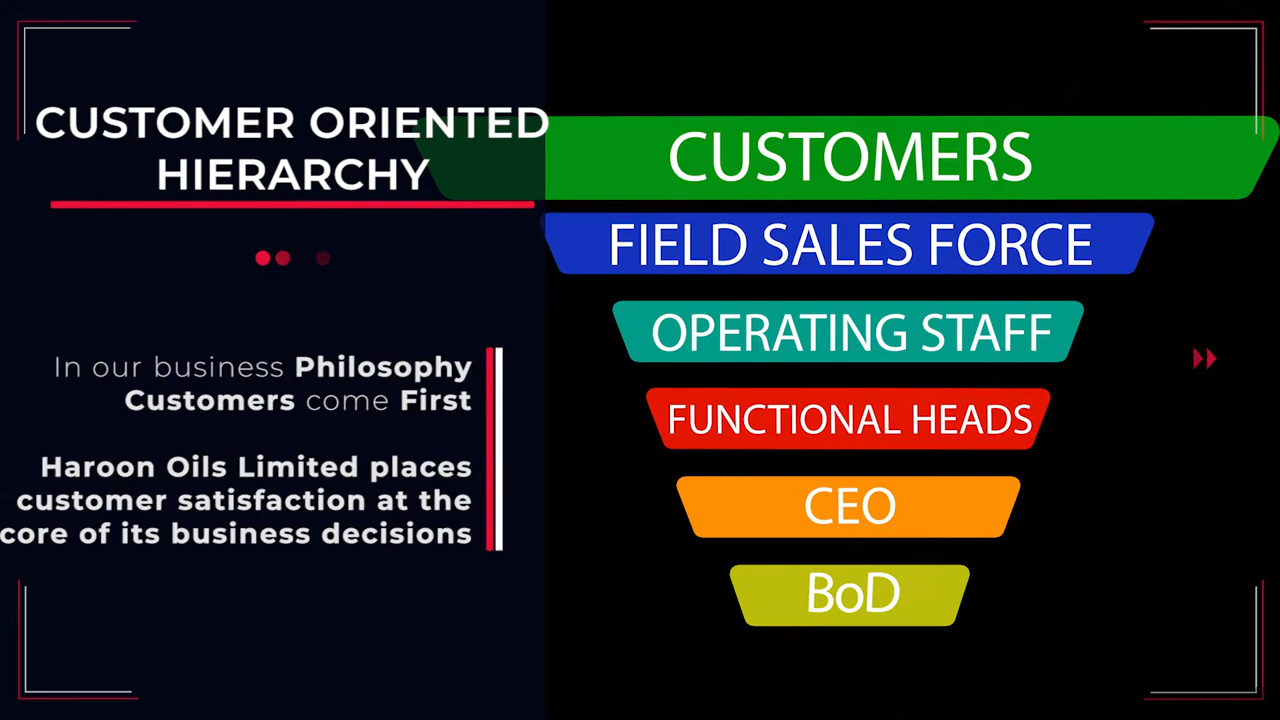 CUSTOMER ORIENTED
HIERARCHY
In our business Philosophy
Customers come First
Haroon Oils Limited places
customer satisfaction at the
core of its business decisions
CUSTOMERS
FIELD SALES FORCE
OPERATING STAFF
FUNCTIONAL HEADS
CEO
BoD